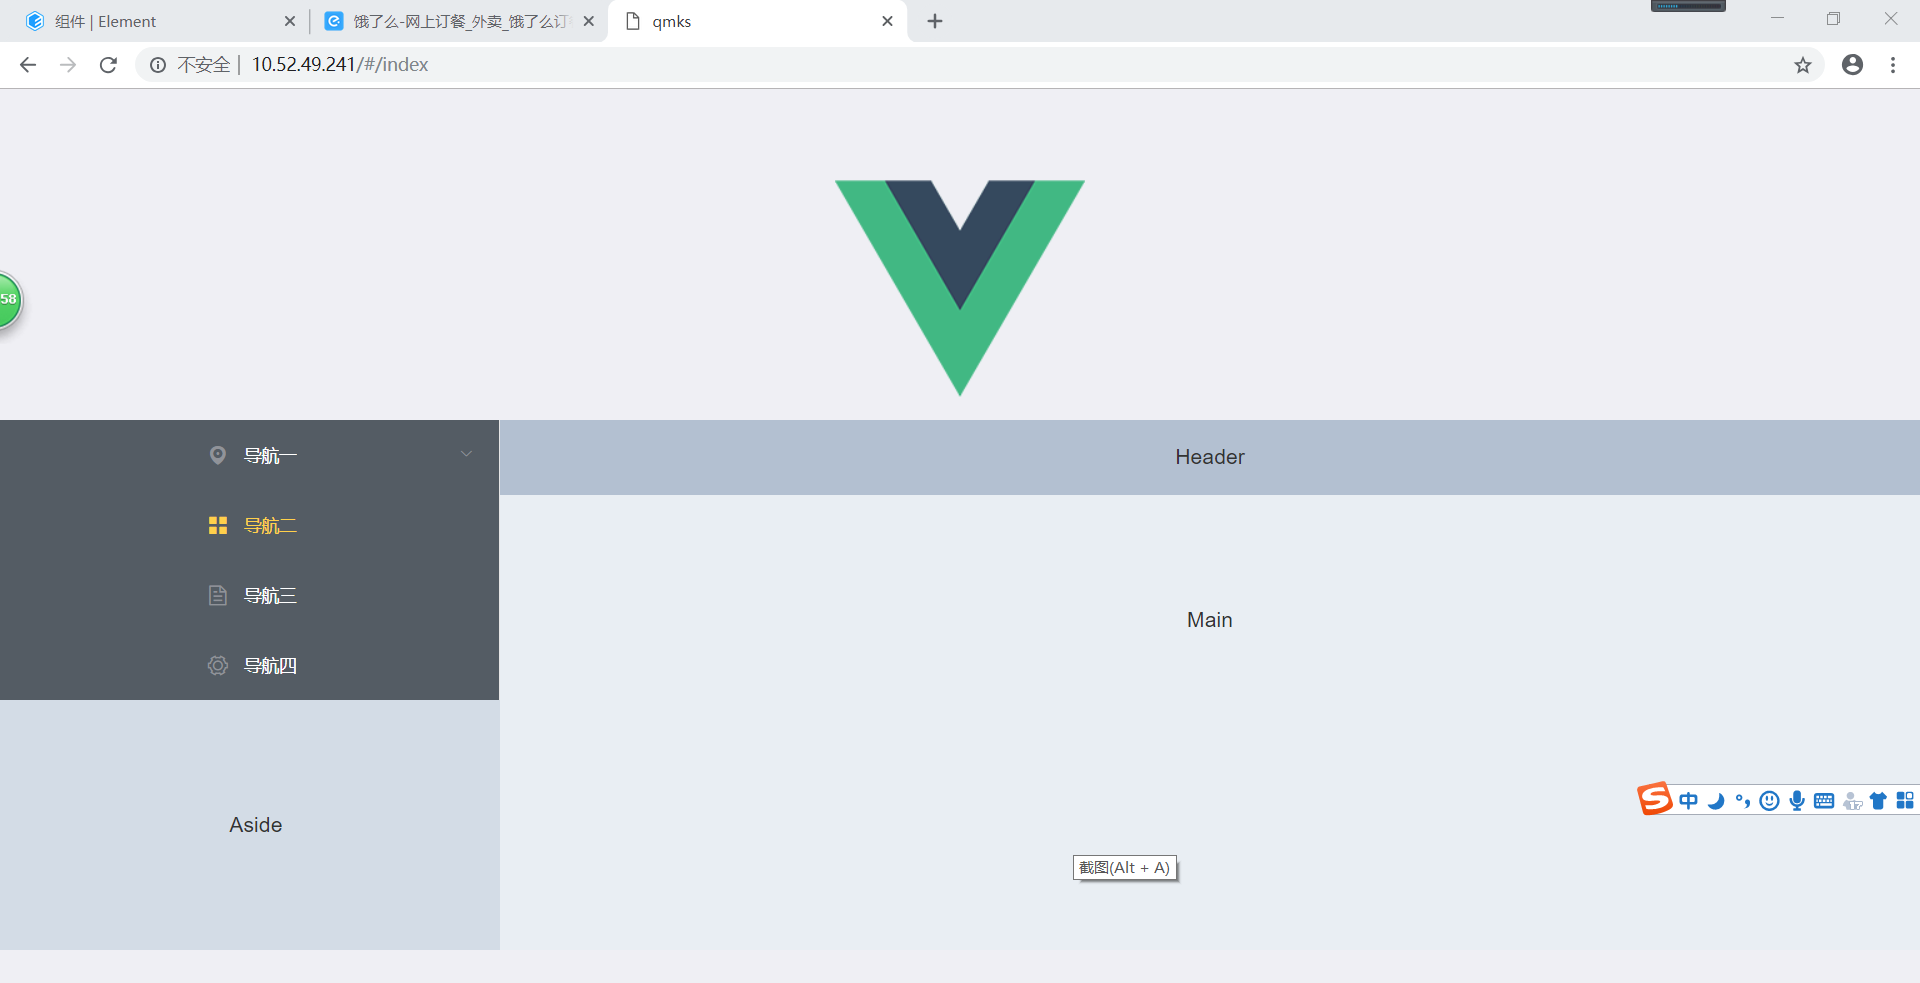 组件 | Element
饿了么-网上订餐_外卖_饿了么订
qmks
不安全 | 10.52.49.241/#/index
58
导航一
导航二
导航三
导航四
Header
Main
Aside
中
截图(Alt + A)